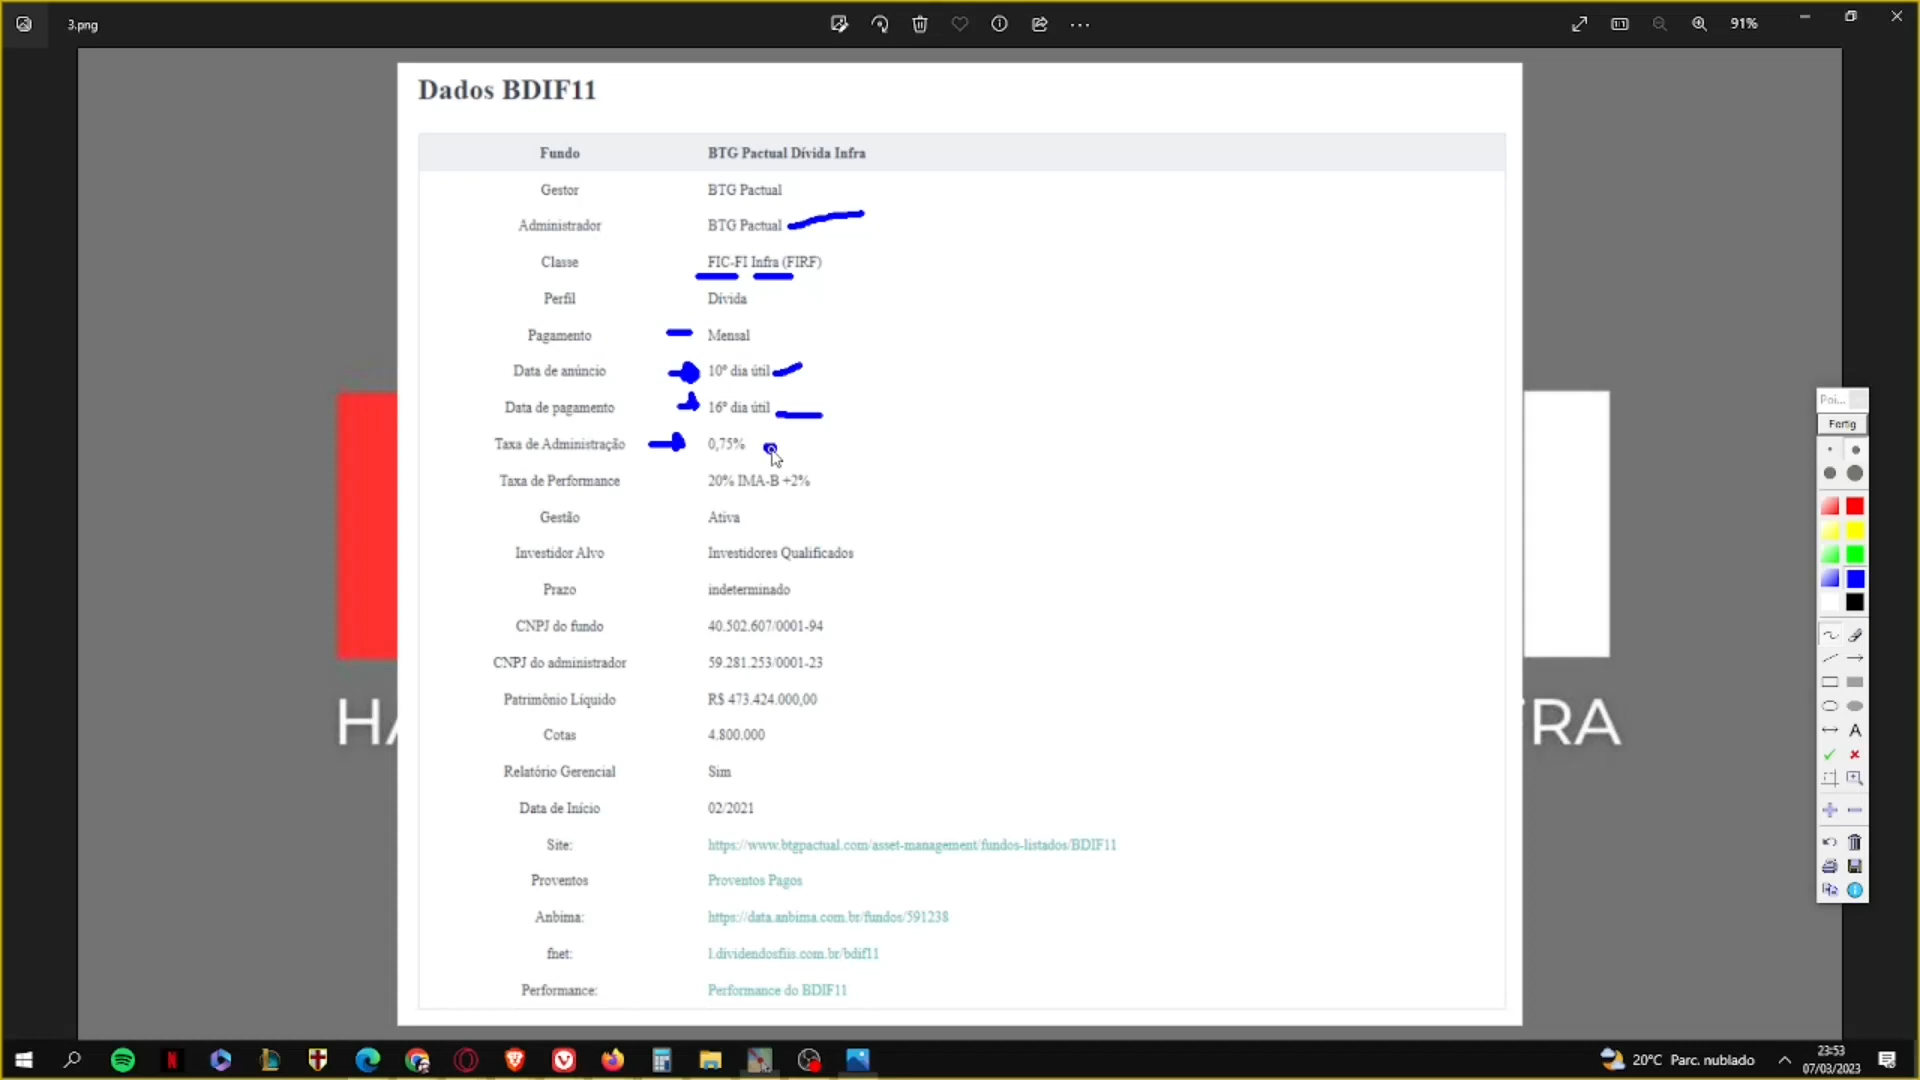 3.png
91%
Dados BDIF11
Fundo BTG Pactual Dívida Infra
Gestor BTG Pactual
Administrador BTG Pactual
Classe FIC-FI Infra (FIRF)
Perfil Dívida
Pagamento Mensal
Data de anúncio 10º dia útil
Data de pagamento 16º dia útil
Taxa de Administração 0,75%
Taxa de Performance 20% IMA-B +2%
Gestão Ativa
Investidor Alvo Investidores Qualificados
Prazo indeterminado
CNPJ do fundo 40.502.607/0001-94
CNPJ do administrador 59.281.253/0001-23
Patrimônio Líquido R$ 473.424.000,00
Cotas 4.800.000
Relatório Gerencial Sim
Data de Início 02/2021
Site: https://www.btgpactual.com/asset-management/fundos-listados/BDIF11
Proventos Proventos Pagos
Anbima: https://data.anbima.com.br/fundos/591238
fnet: l.dividendosfiis.com.br/bdif11
Performance: Performance do BDIF11
HA
FRA
Poi...
Fertig
A
20°C Parc. nublado
23:53
07/03/2023